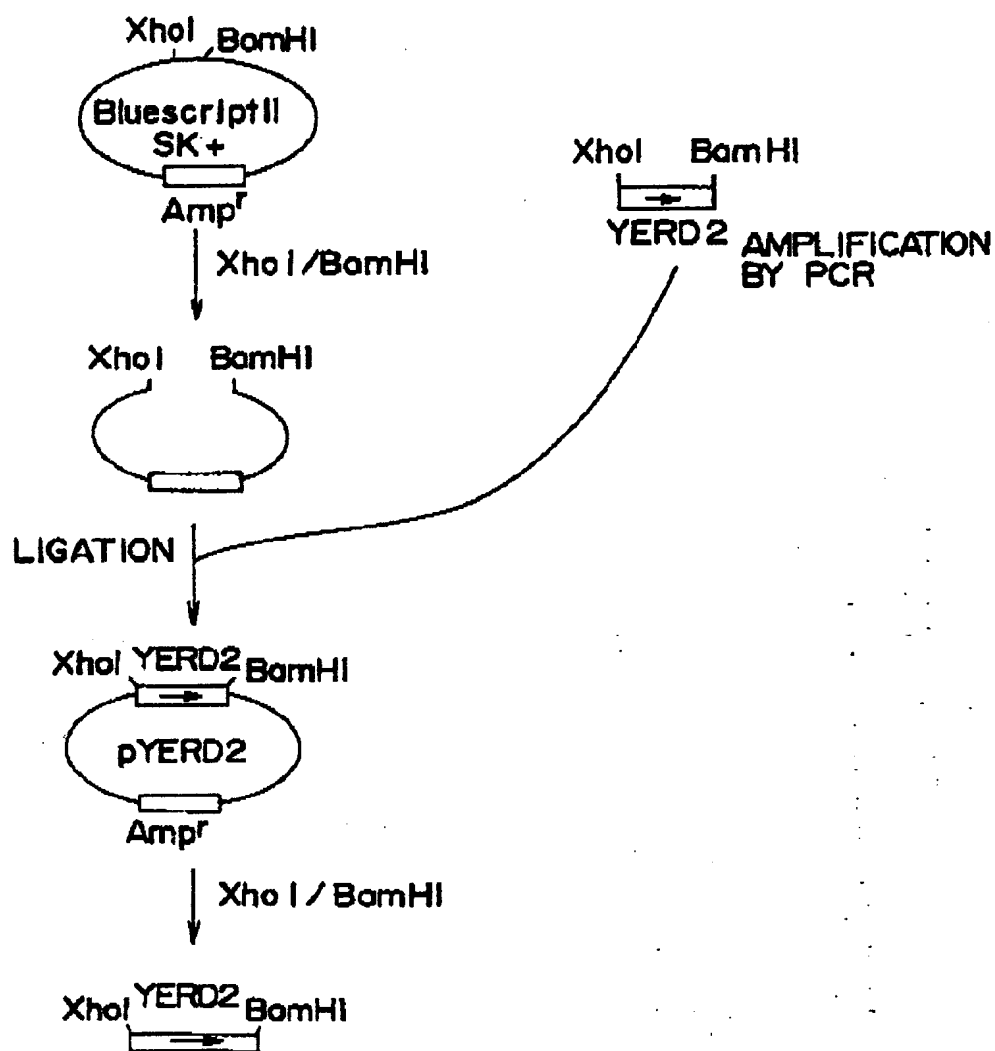 XhoI BamHI
BluescriptII
SK+
Amp^r
XhoI/BamHI
XhoI BamHI
YERD2
AMPLIFICATION
BY PCR
XhoI BamHI
LIGATION
XhoI YERD2 BamHI
pYERD2
Amp^r
XhoI/BamHI
XhoI YERD2 BamHI